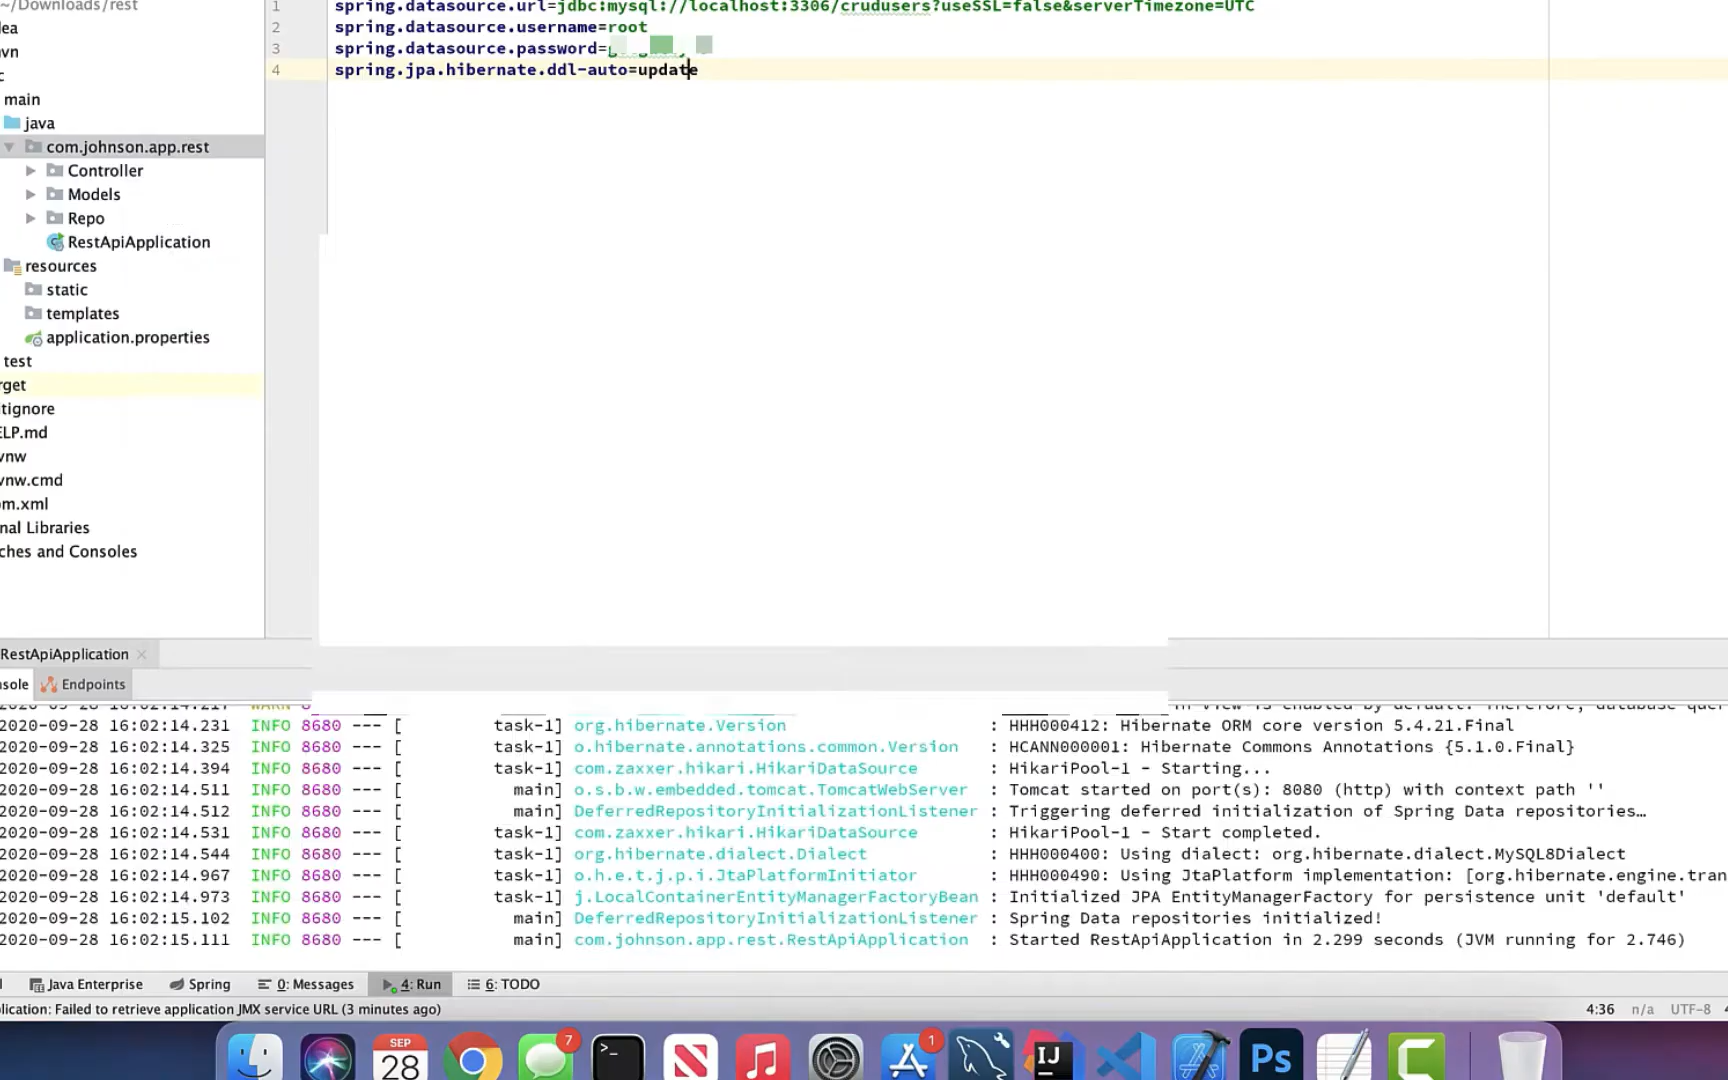 ~/Downloads/rest
main
java
com.johnson.app.rest
Controller
Models
Repo
RestApiApplication
resources
static
templates
application.properties
test
rget
itignore
ELP.md
vnw
vnw.cmd
om.xml
nal Libraries
ches and Consoles
1 spring.datasource.url=jdbc:mysql://localhost:3306/crudusers?useSSL=false&serverTimezone=UTC
2 spring.datasource.username=root
3 spring.datasource.password=
4 spring.jpa.hibernate.ddl-auto=update
RestApiApplication
nsole Endpoints
2020-09-28 16:02:14.231 INFO 8680 --- [ task-1] org.hibernate.Version : HHH000412: Hibernate ORM core version 5.4.21.Final
2020-09-28 16:02:14.325 INFO 8680 --- [ task-1] o.hibernate.annotations.common.Version : HCANN000001: Hibernate Commons Annotations {5.1.0.Final}
2020-09-28 16:02:14.394 INFO 8680 --- [ task-1] com.zaxxer.hikari.HikariDataSource : HikariPool-1 - Starting...
2020-09-28 16:02:14.511 INFO 8680 --- [ main] o.s.b.w.embedded.tomcat.TomcatWebServer : Tomcat started on port(s): 8080 (http) with context path ''
2020-09-28 16:02:14.512 INFO 8680 --- [ main] DeferredRepositoryInitializationListener : Triggering deferred initialization of Spring Data repositories…
2020-09-28 16:02:14.531 INFO 8680 --- [ task-1] com.zaxxer.hikari.HikariDataSource : HikariPool-1 - Start completed.
2020-09-28 16:02:14.544 INFO 8680 --- [ task-1] org.hibernate.dialect.Dialect : HHH000400: Using dialect: org.hibernate.dialect.MySQL8Dialect
2020-09-28 16:02:14.967 INFO 8680 --- [ task-1] o.h.e.t.j.p.i.JtaPlatformInitiator : HHH000490: Using JtaPlatform implementation: [org.hibernate.engine.tran
2020-09-28 16:02:14.973 INFO 8680 --- [ task-1] j.LocalContainerEntityManagerFactoryBean : Initialized JPA EntityManagerFactory for persistence unit 'default'
2020-09-28 16:02:15.102 INFO 8680 --- [ main] DeferredRepositoryInitializationListener : Spring Data repositories initialized!
2020-09-28 16:02:15.111 INFO 8680 --- [ main] com.johnson.app.rest.RestApiApplication : Started RestApiApplication in 2.299 seconds (JVM running for 2.746)
Java Enterprise Spring 0: Messages 4: Run 6: TODO
lication: Failed to retrieve application JMX service URL (3 minutes ago) 4:36 n/a UTF-8
SEP
28
7
>_
1
IJ
Ps